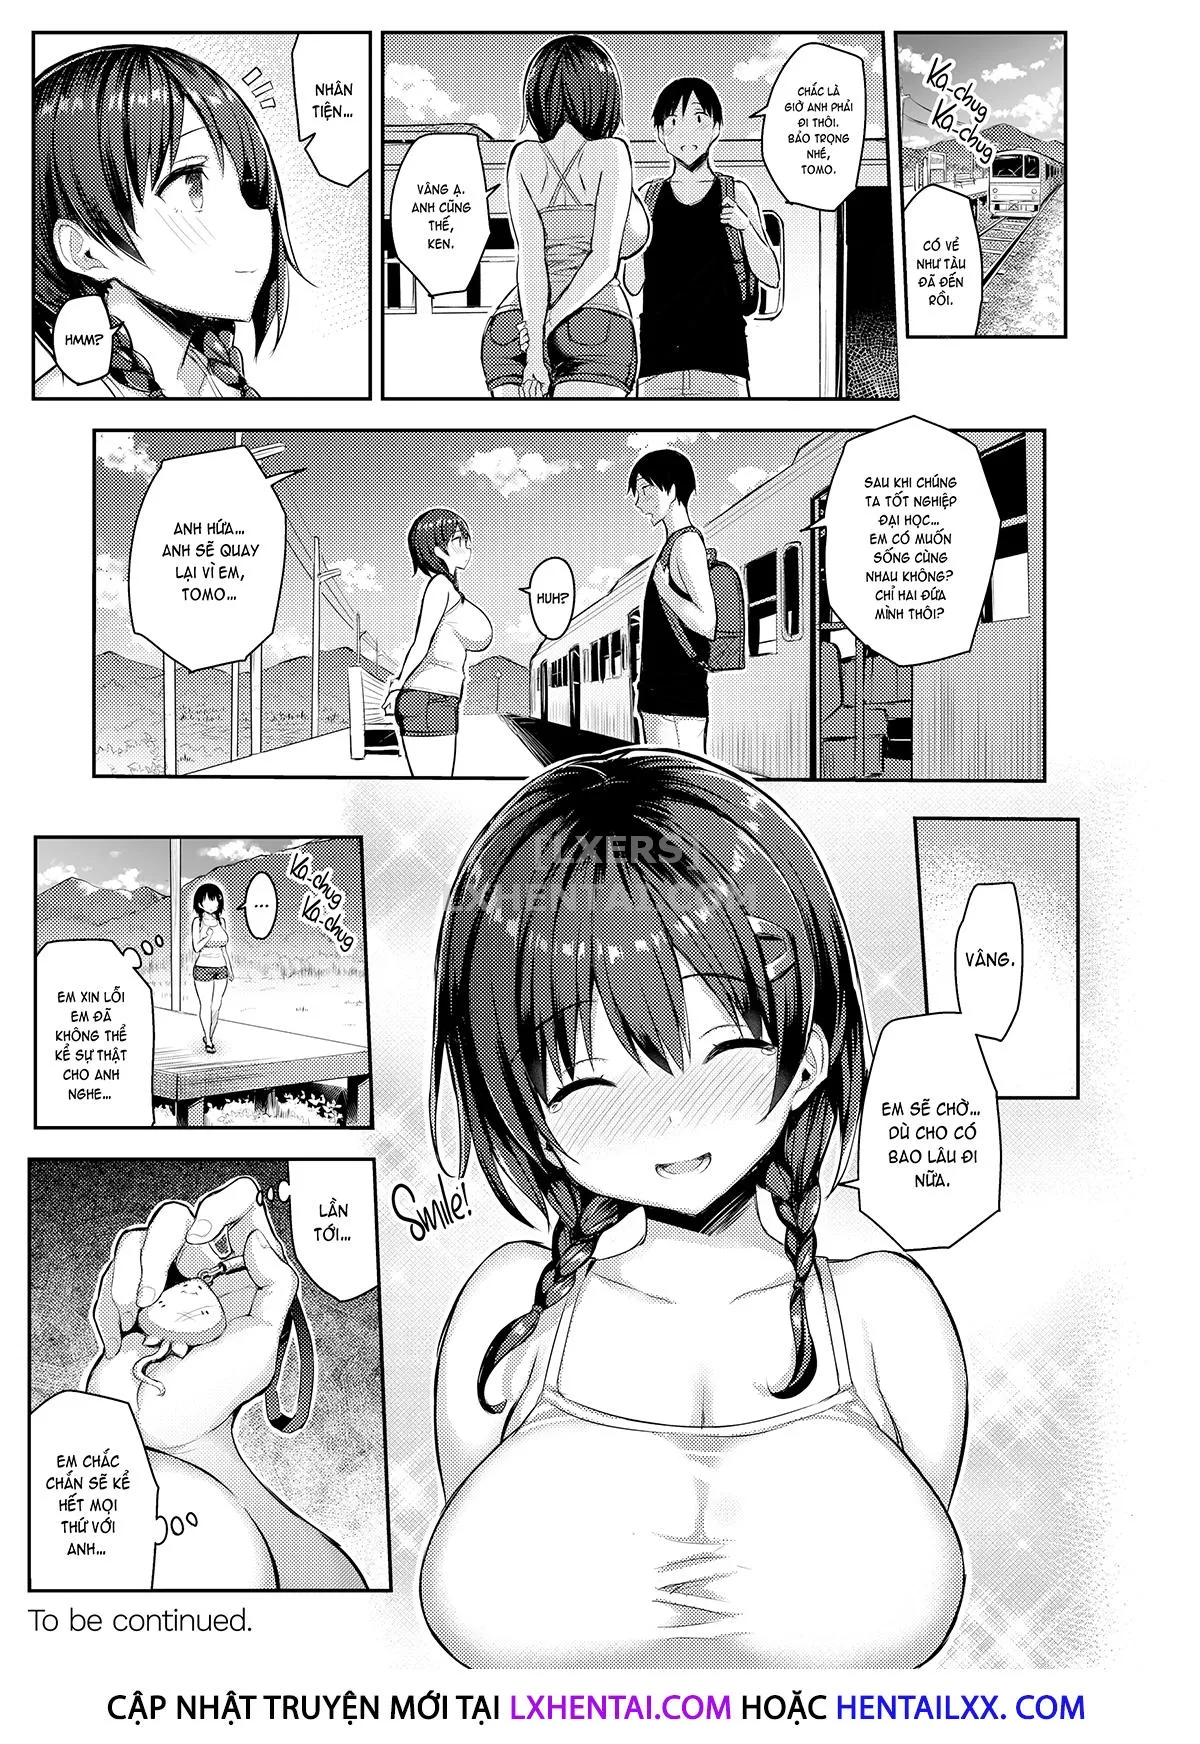 Ka-chug
Ka-chug
CÓ VẺ
NHƯ TÀU
ĐÃ ĐẾN
RỒI.
CHẮC LÀ
GIỜ ANH PHẢI
ĐI THÔI.
BẢO TRỌNG
NHÉ,
TOMO.
VÂNG Ạ.
ANH CŨNG
THẾ,
KEN.
NHÂN
TIỆN...
HMM?
SAU KHI CHÚNG
TA TỐT NGHIỆP
ĐẠI HỌC...
EM CÓ MUỐN
SỐNG CÙNG
NHAU KHÔNG?
CHỈ HAI ĐỨA
MÌNH THÔI?
HUH?
ANH HỨA...
ANH SẼ QUAY
LẠI VÌ EM,
TOMO...
VÂNG.
EM SẼ CHỜ...
DÙ CHO CÓ
BAO LÂU ĐI
NỮA.
Smile!
[LXERS]
Ka-chug
Ka-chug
...
EM XIN LỖI
EM ĐÃ
KHÔNG THỂ
KỂ SỰ THẬT
CHO ANH
NGHE...
LẦN
TỚI...
EM CHẮC
CHẮN SẼ KỂ
HẾT MỌI
THỨ VỚI
ANH...
To be continued.
CẬP NHẬT TRUYỆN MỚI TẠI LXHENTAI.COM HOẶC HENTAILXX. COM